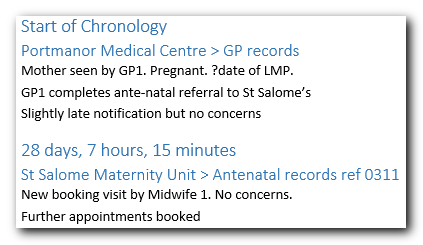 Start of Chronology
Portmanor Medical Centre > GP records
Mother seen by GP1. Pregnant. ?date of LMP.
GP1 completes ante-natal referral to St Salome’s
Slightly late notification but no concerns
28 days, 7 hours, 15 minutes
St Salome Maternity Unit > Antenatal records ref 0311
New booking visit by Midwife 1. No concerns.
Further appointments booked